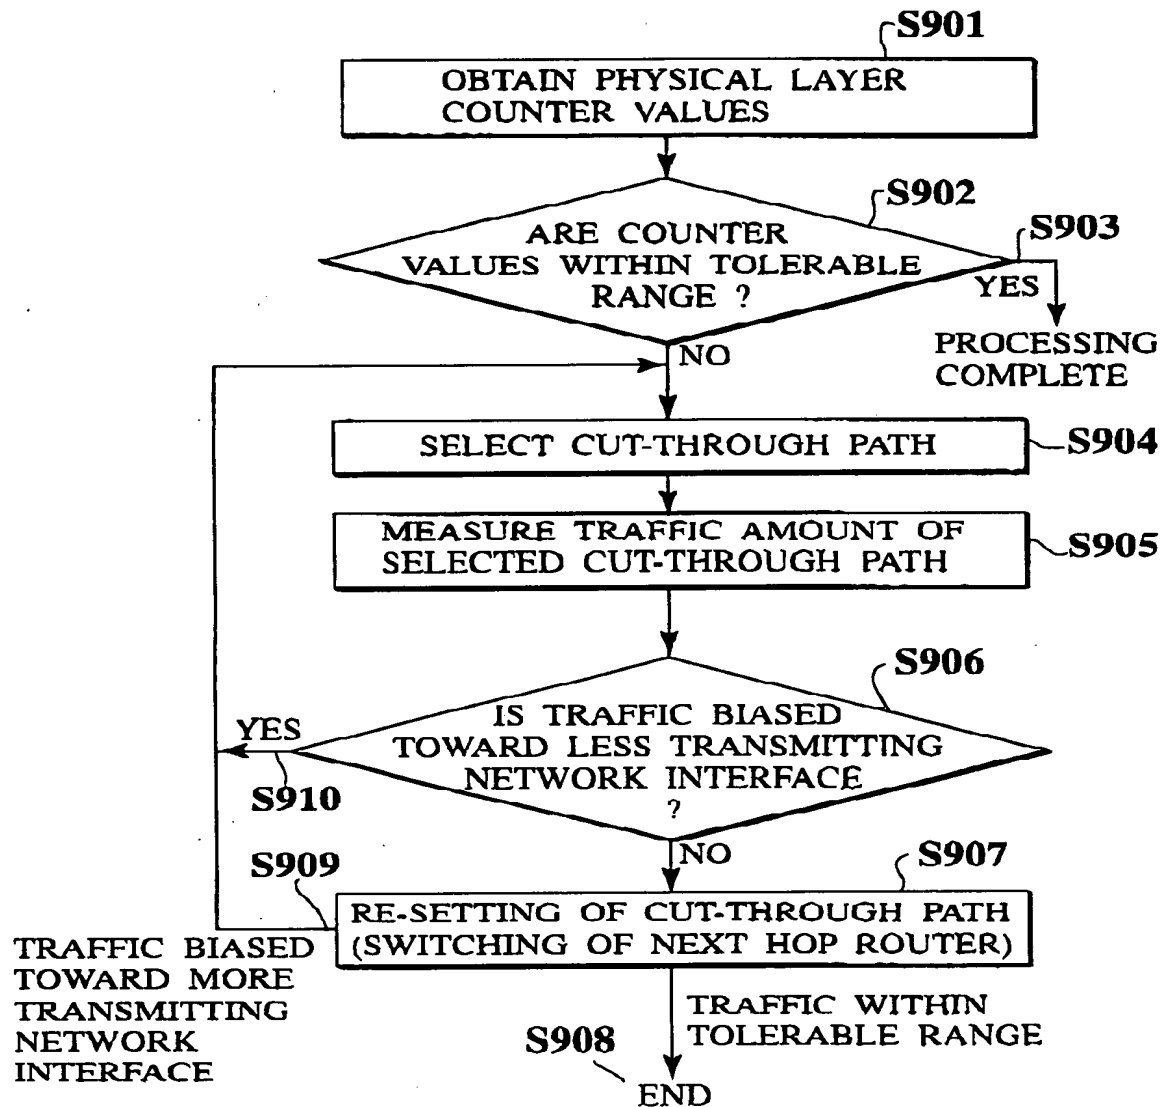 S901
OBTAIN PHYSICAL LAYER
COUNTER VALUES
S902
ARE COUNTER
VALUES WITHIN TOLERABLE
RANGE ?
S903
YES
PROCESSING
COMPLETE
NO
SELECT CUT-THROUGH PATH
S904
MEASURE TRAFFIC AMOUNT OF
SELECTED CUT-THROUGH PATH
S905
S906
IS TRAFFIC BIASED
TOWARD LESS TRANSMITTING
NETWORK INTERFACE
?
YES
S910
NO
S907
S909
RE-SETTING OF CUT-THROUGH PATH
(SWITCHING OF NEXT HOP ROUTER)
TRAFFIC BIASED
TOWARD MORE
TRANSMITTING
NETWORK
INTERFACE
TRAFFIC WITHIN
TOLERABLE RANGE
S908
END